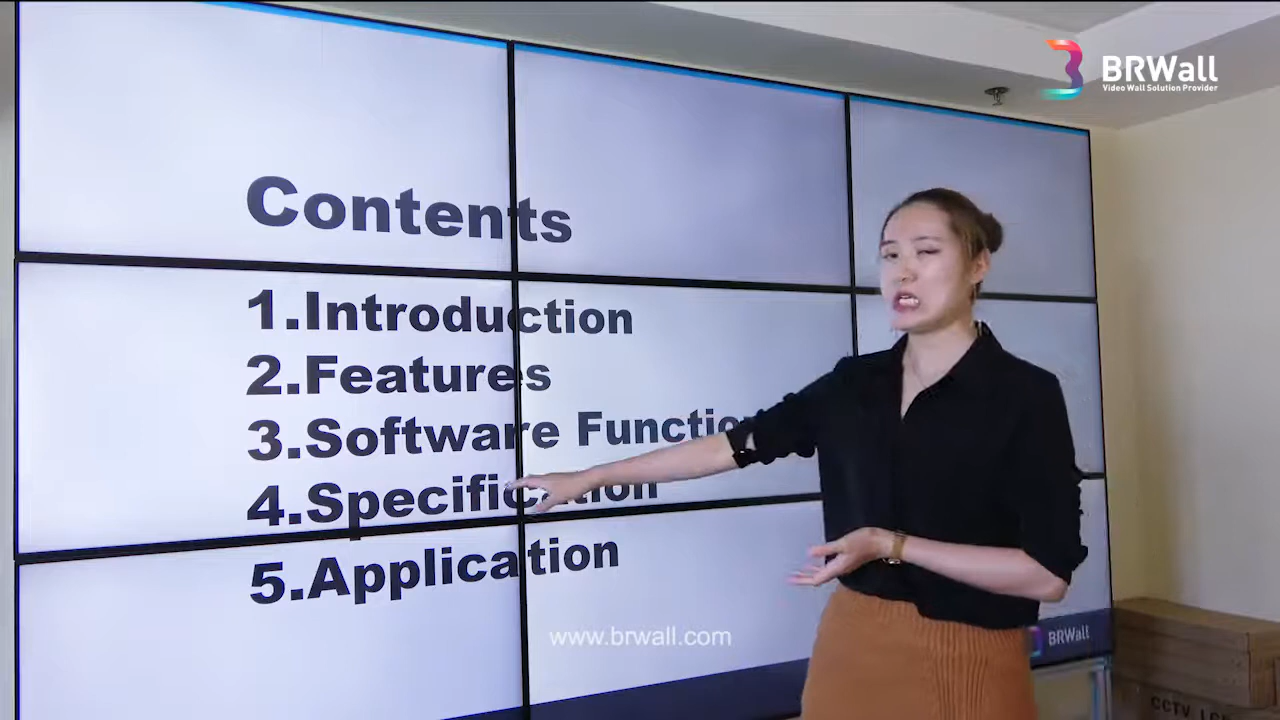 BRWall
Video Wall Solution Provider
Contents
1.Introduction
2.Features
3.Software Functio
4.Specification
5.Application
www.brwall.com
BRWall
CCTV